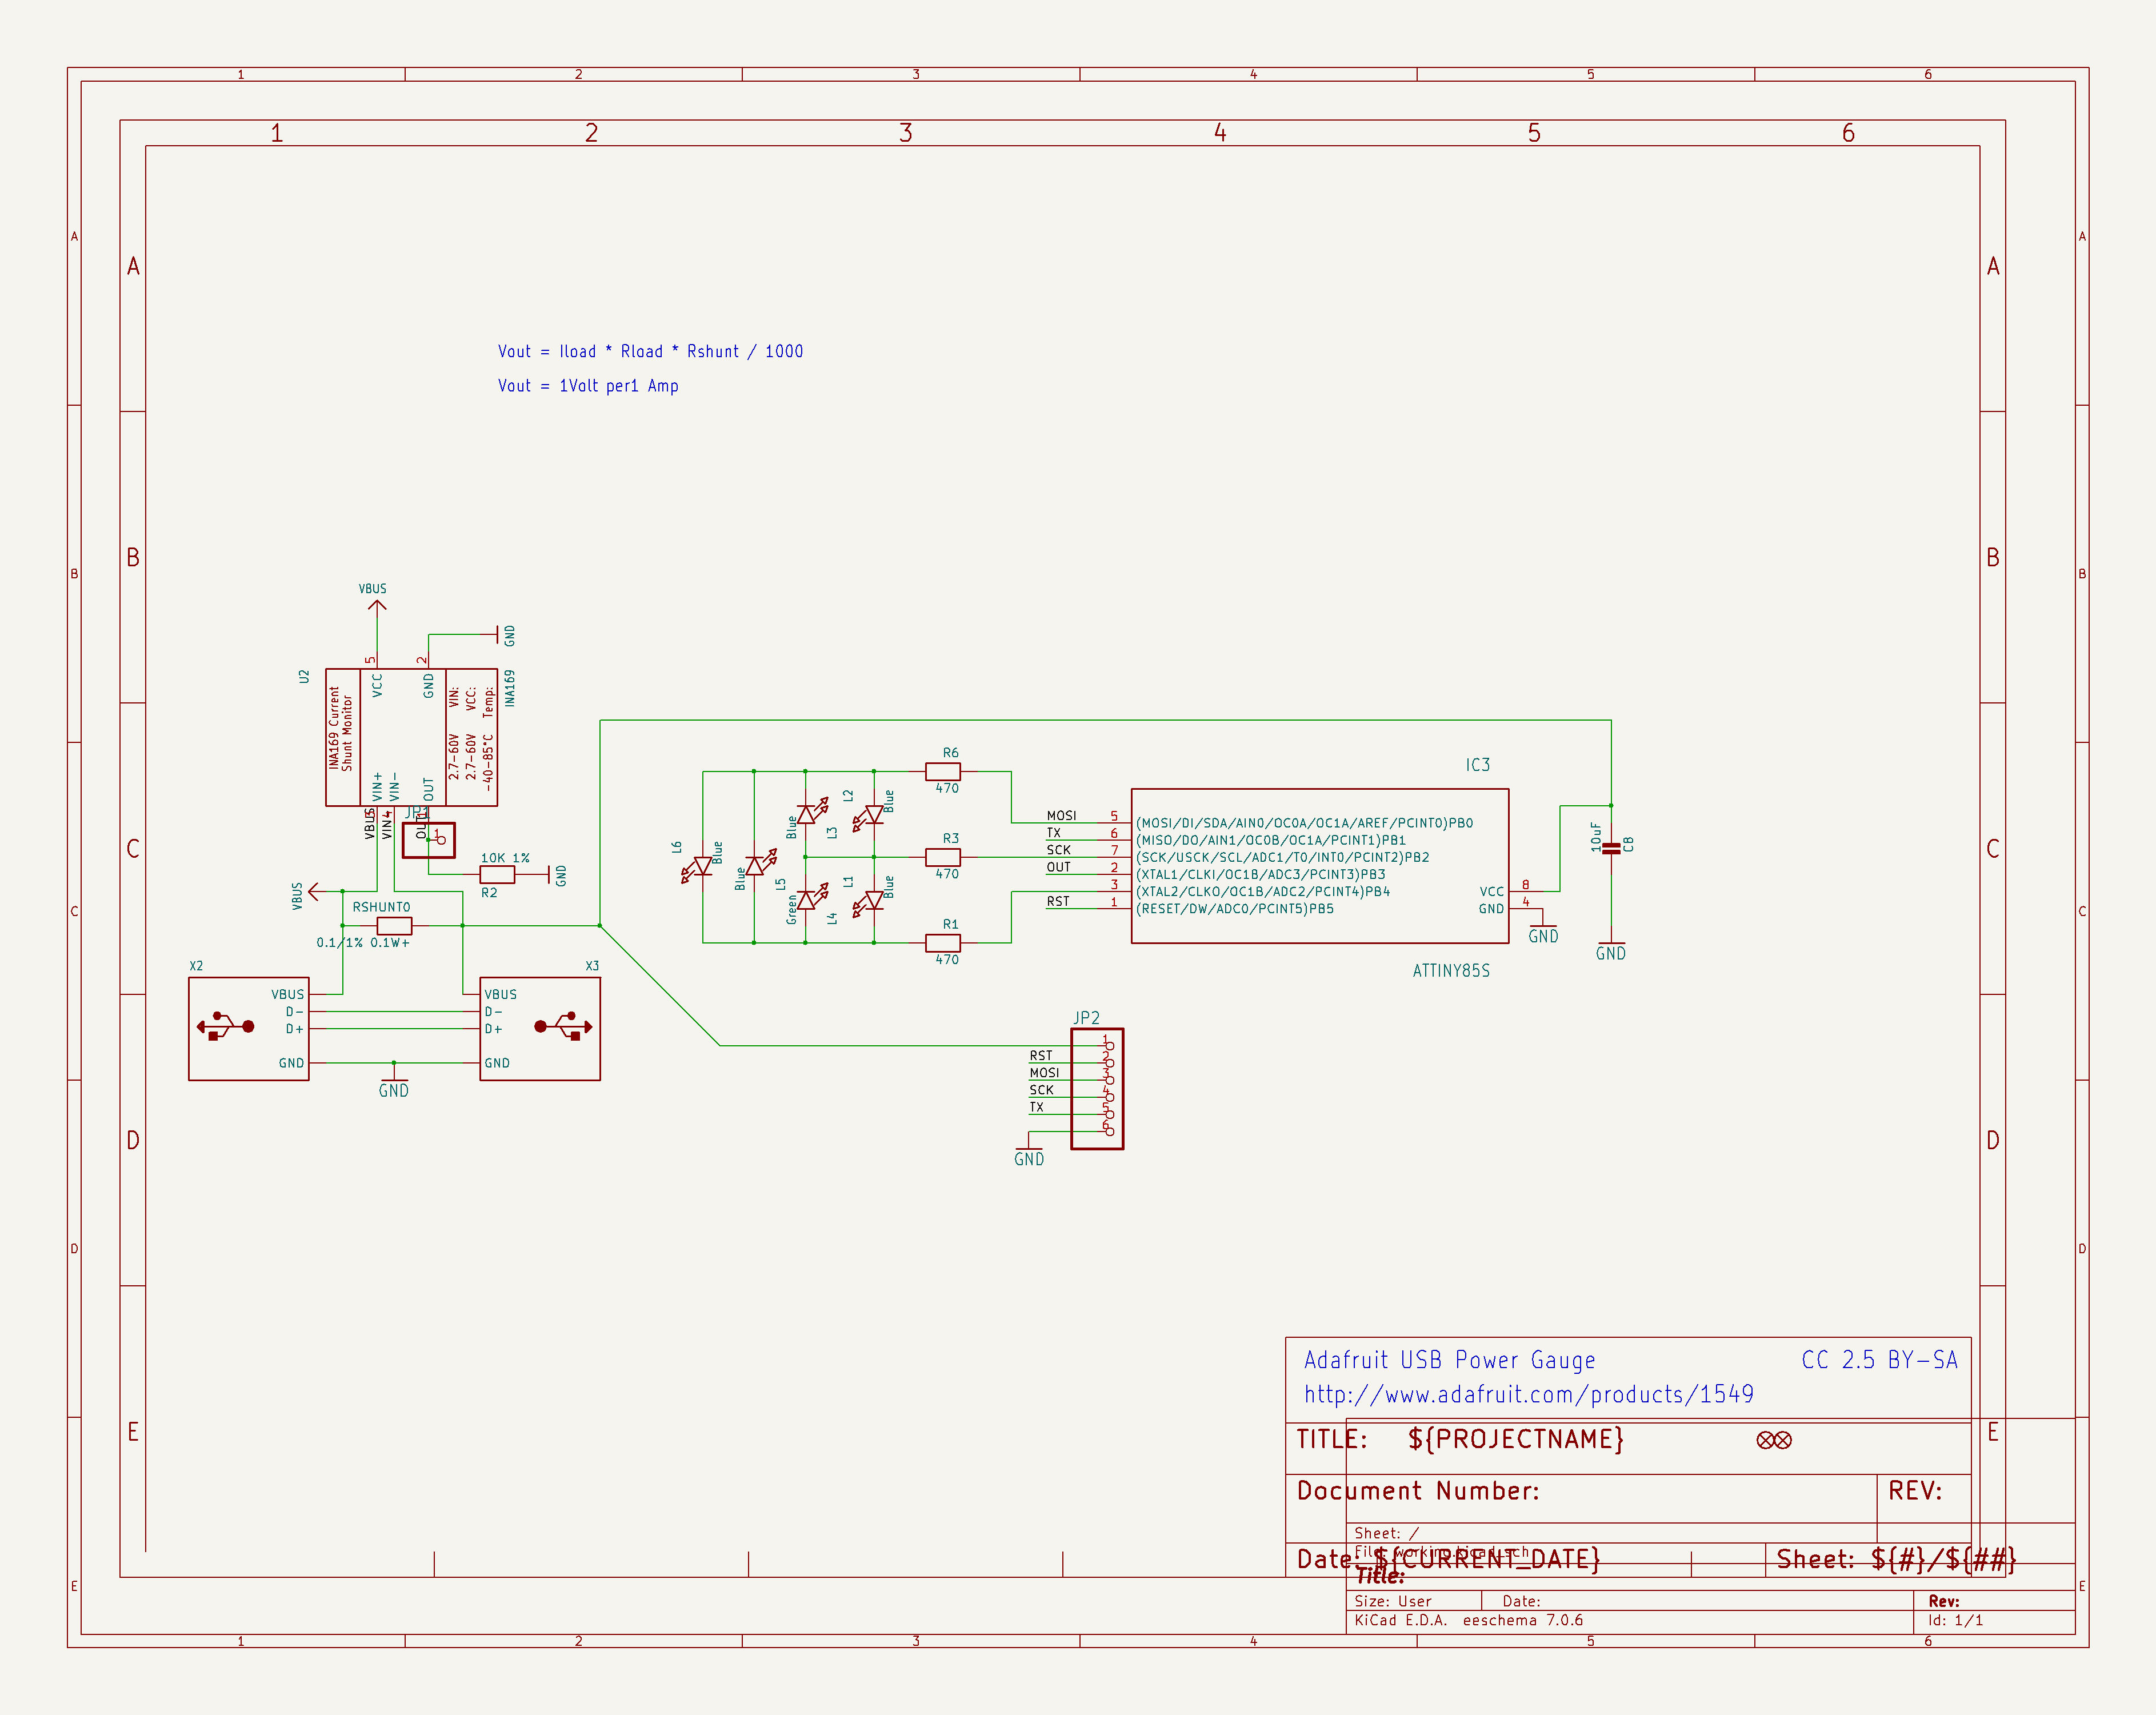 1 2 3 4 5 6
1 2 3 4 5 6
A A
A A
B B
B B
C C
C C
D D
D D
E E
E E
Vout = Iload * Rload * Rshunt / 1000
Vout = 1Volt per1 Amp
VBUS
GND
U2
INA169
5
2
VCC
GND
INA169 Current
Shunt Monitor
VIN: 2.7-60V
VCC: 2.7-60V
Temp: -40-85°C
VIN+
VIN-
OUT
VBUS
VIN-
4
OUT
1
10K 1%
R2
GND
VBUS
RSHUNT0
0.1/1% 0.1W+
X2
VBUS
D-
D+
GND
X3
VBUS
D-
D+
GND
GND
L6
Blue
Blue
L5
Blue
L3
L2
Blue
Green
L4
L1
Blue
R6
470
R3
470
R1
470
IC3
MOSI 5 (MOSI/DI/SDA/AIN0/OC0A/OC1A/AREF/PCINT0)PB0
TX 6 (MISO/DO/AIN1/OC0B/OC1A/PCINT1)PB1
SCK 7 (SCK/USCK/SCL/ADC1/T0/INT0/PCINT2)PB2
OUT 2 (XTAL1/CLKI/OC1B/ADC3/PCINT3)PB3
3 (XTAL2/CLKO/OC1B/ADC2/PCINT4)PB4
RST 1 (RESET/DW/ADC0/PCINT5)PB5
VCC 8
GND 4
ATTINY85S
GND
10uF
CB
GND
JP2
1
RST 2
MOSI 3
SCK 4
TX 5
6
GND
Adafruit USB Power Gauge CC 2.5 BY-SA
http://www.adafruit.com/products/1549
TITLE: ${PROJECTNAME}
Document Number: REV:
Sheet: /
File: working.kicad_sch
Date: ${CURRENT_DATE} Sheet: ${#}/${##}
Title:
Size: User Date: Rev:
KiCad E.D.A. eeschema 7.0.6 Id: 1/1
1 2 3 4 5 6